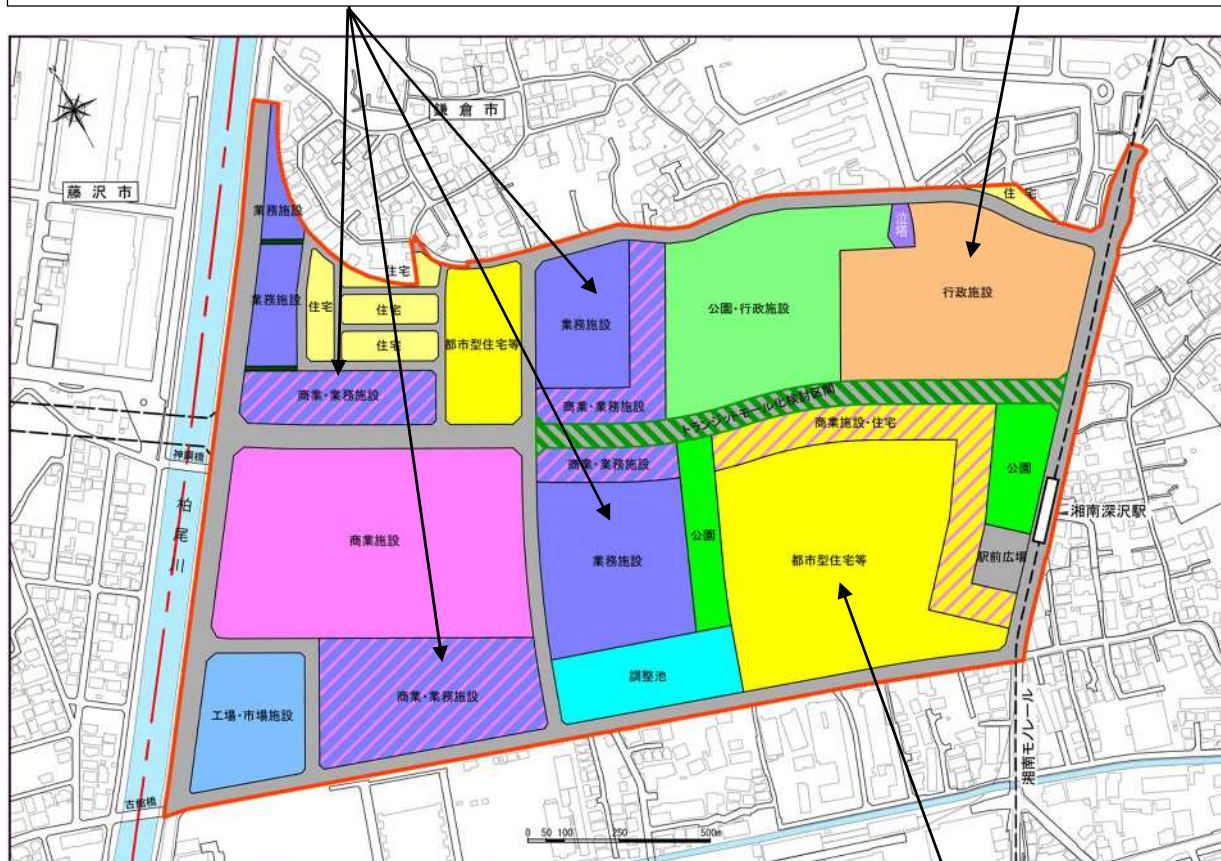 鎌倉市
藤沢市
住宅
業務施設
泣塔
住宅
業務施設
住宅
住宅
住宅
都市型住宅等
業務施設
公園・行政施設
行政施設
商業・業務施設
商業・業務施設
トランジットモール化検討区間
商業施設・住宅
神鋼橋
商業・業務施設
公園
柏尾川
湘南深沢駅
商業施設
公園
業務施設
都市型住宅等
駅前広場
調整池
商業・業務施設
工場・市場施設
湘南モノレール
古館橋
0 50 100 250 500m